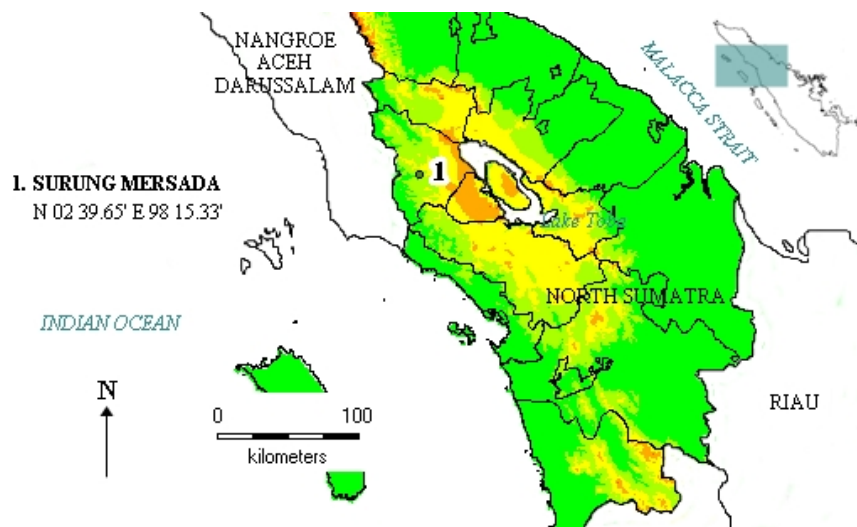 NANGROE
ACEH
DARUSSALAM
MALACCA STRAIT
1
1. SURUNG MERSADA
N 02 39.65' E 98 15.33'
Lake Toba
NORTH SUMATRA
INDIAN OCEAN
N
RIAU
0 100
kilometers